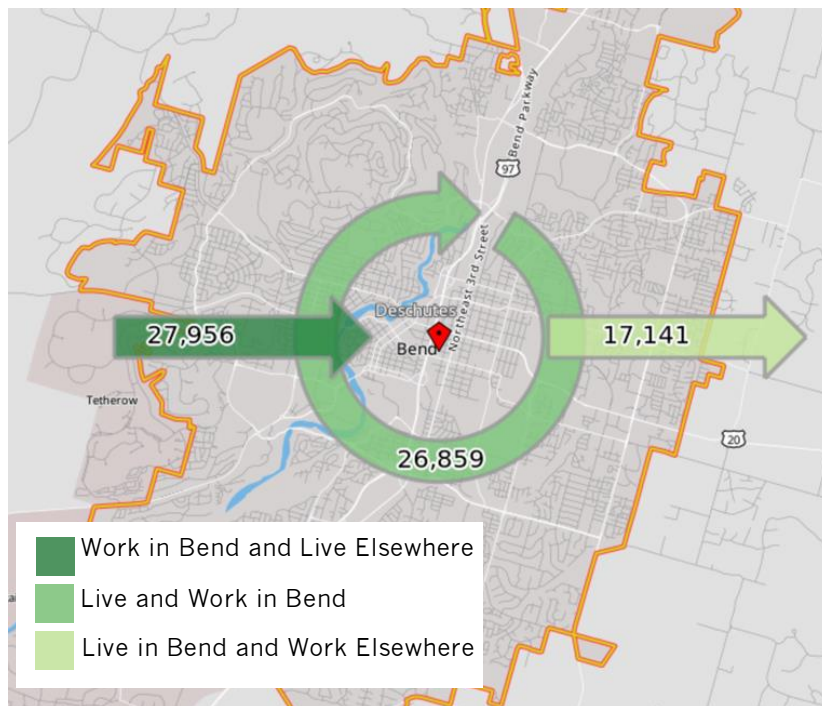 Bend Parkway
97
Northeast 3rd Street
Deschutes
27,956
17,141
Bend
Tetherow
20
26,859
Work in Bend and Live Elsewhere
Live and Work in Bend
Live in Bend and Work Elsewhere